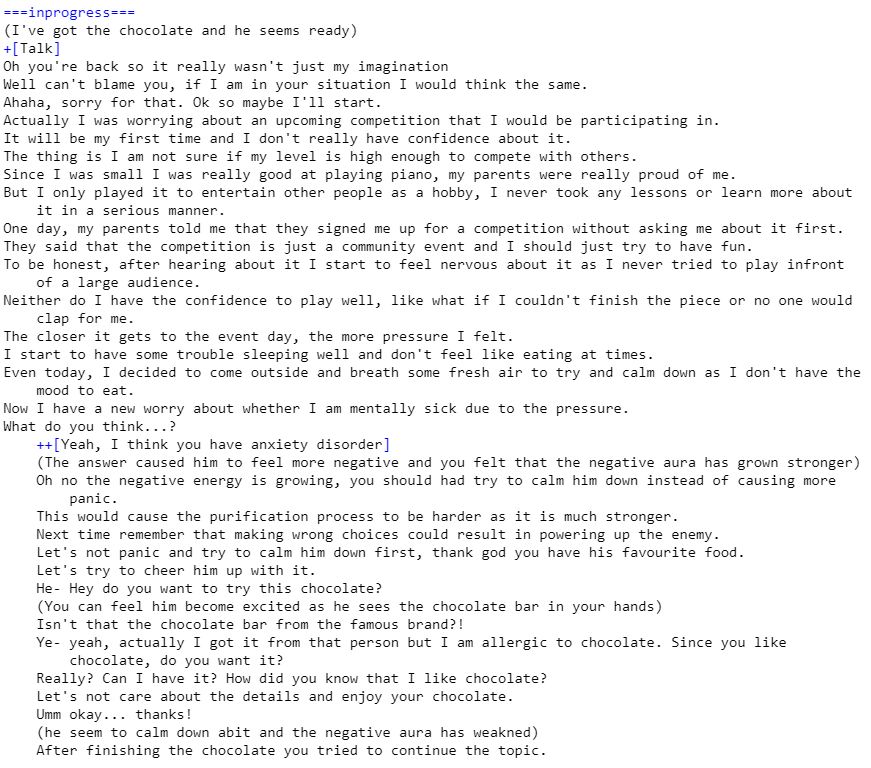 ===inprogress===
(I've got the chocolate and he seems ready)
+[Talk]
Oh you're back so it really wasn't just my imagination
Well can't blame you, if I am in your situation I would think the same.
Ahaha, sorry for that. Ok so maybe I'll start.
Actually I was worrying about an upcoming competition that I would be participating in.
It will be my first time and I don't really have confidence about it.
The thing is I am not sure if my level is high enough to compete with others.
Since I was small I was really good at playing piano, my parents were really proud of me.
But I only played it to entertain other people as a hobby, I never took any lessons or learn more about
it in a serious manner.
One day, my parents told me that they signed me up for a competition without asking me about it first.
They said that the competition is just a community event and I should just try to have fun.
To be honest, after hearing about it I start to feel nervous about it as I never tried to play infront
of a large audience.
Neither do I have the confidence to play well, like what if I couldn't finish the piece or no one would
clap for me.
The closer it gets to the event day, the more pressure I felt.
I start to have some trouble sleeping well and don't feel like eating at times.
Even today, I decided to come outside and breath some fresh air to try and calm down as I don't have the
mood to eat.
Now I have a new worry about whether I am mentally sick due to the pressure.
What do you think...?
++[Yeah, I think you have anxiety disorder]
(The answer caused him to feel more negative and you felt that the negative aura has grown stronger)
Oh no the negative energy is growing, you should had try to calm him down instead of causing more
panic.
This would cause the purification process to be harder as it is much stronger.
Next time remember that making wrong choices could result in powering up the enemy.
Let's not panic and try to calm him down first, thank god you have his favourite food.
Let's try to cheer him up with it.
He- Hey do you want to try this chocolate?
(You can feel him become excited as he sees the chocolate bar in your hands)
Isn't that the chocolate bar from the famous brand?!
Ye- yeah, actually I got it from that person but I am allergic to chocolate. Since you like
chocolate, do you want it?
Really? Can I have it? How did you know that I like chocolate?
Let's not care about the details and enjoy your chocolate.
Umm okay... thanks!
(he seem to calm down abit and the negative aura has weakned)
After finishing the chocolate you tried to continue the topic.